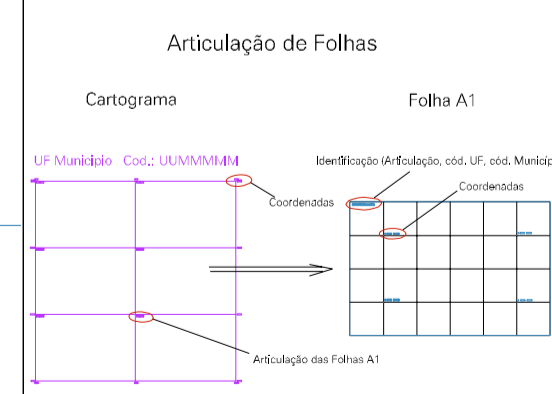 Articulação de Folhas
Cartograma
Folha A1
UF Municipio Cod.: UUMMMMM
Identificação (Articulação, cód. UF, cód. Municíp
Coordenadas
Coordenadas
Articulação das Folhas A1